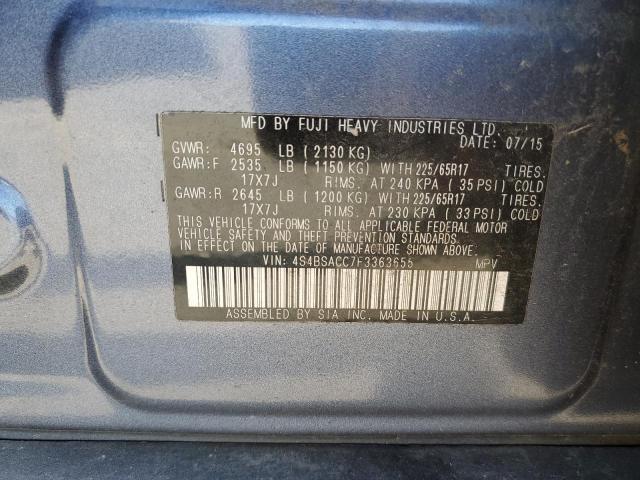 MFD BY FUJI HEAVY INDUSTRIES LTD.
DATE: 07/15
GVWR: 4695 LB ( 2130 KG)
GAWR:F 2535 LB ( 1150 KG) WITH 225/65R17 TIRES.
17X7J RIMS. AT 240 KPA ( 35 PSI) COLD
GAWR:R 2645 LB ( 1200 KG) WITH 225/65R17 TIRES.
17X7J RIMS. AT 230 KPA ( 33 PSI) COLD
THIS VEHICLE CONFORMS TO ALL APPLICABLE FEDERAL MOTOR
VEHICLE SAFETY AND THEFT PREVENTION STANDARDS
IN EFFECT ON THE DATE OF MANUFACTURE SHOWN ABOVE.
VIN: 4S4BSACC7F3363655 MPV
ASSEMBLED BY SIA INC. MADE IN U.S.A.